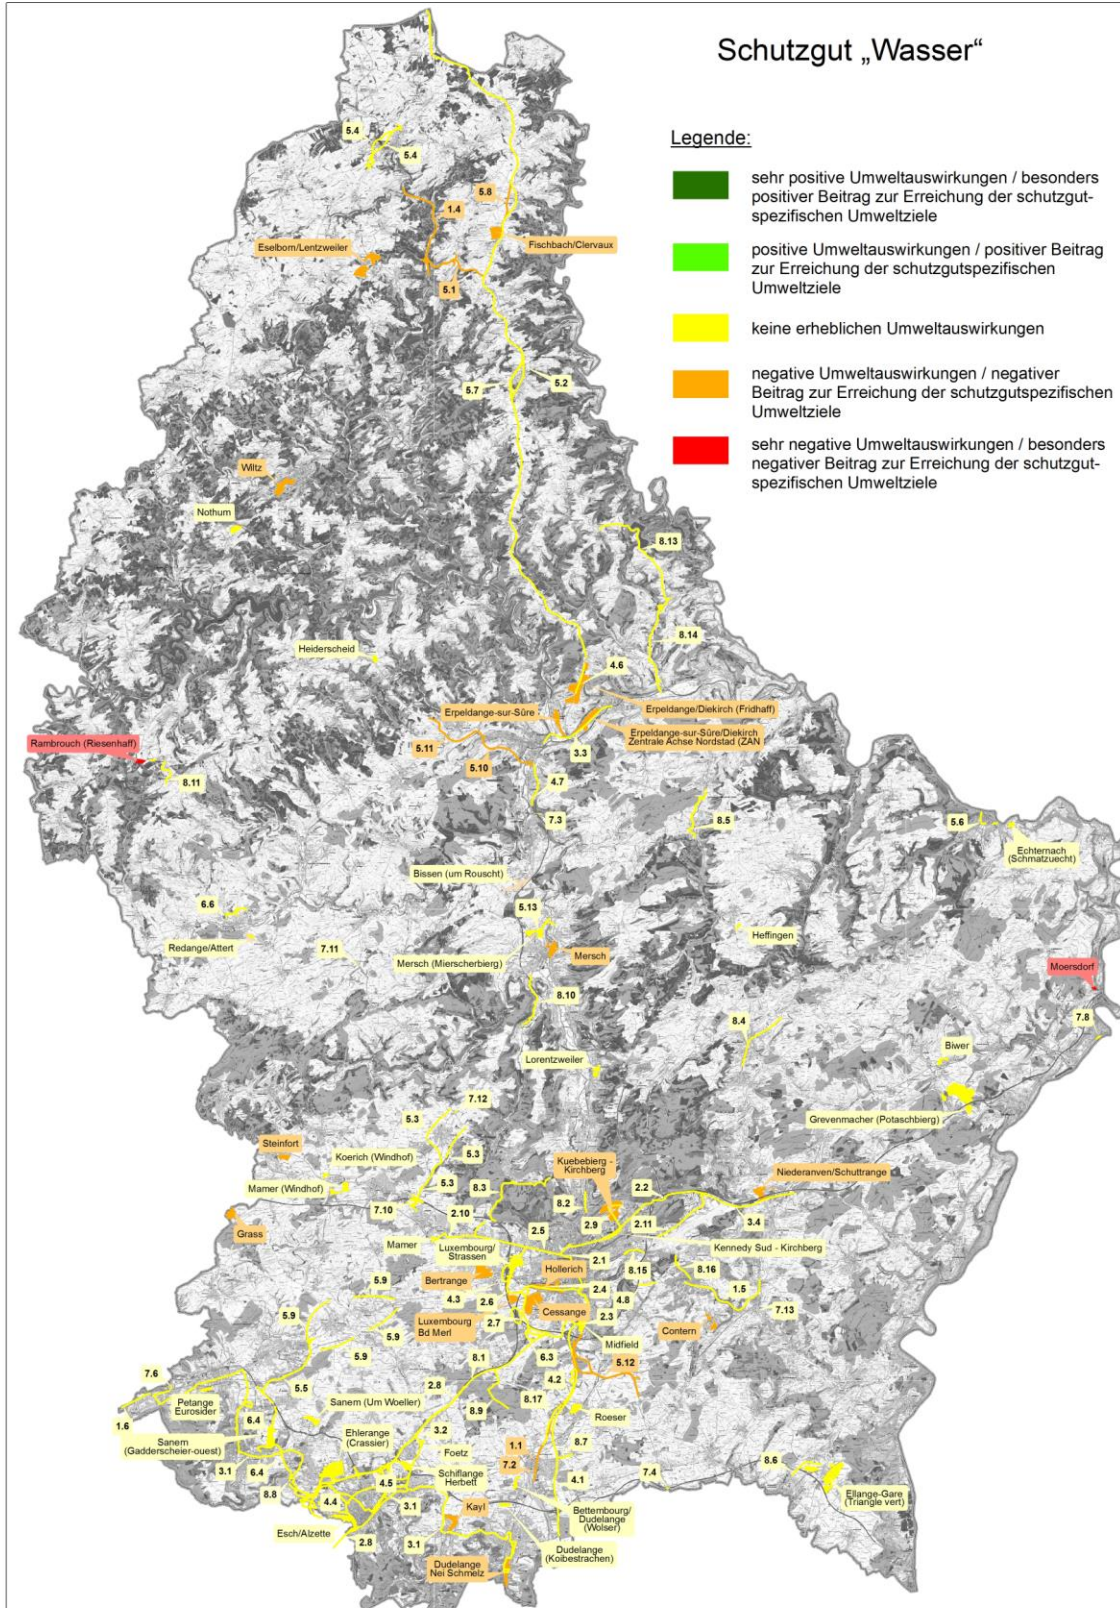 Schutzgut „Wasser“
Legende:
sehr positive Umweltauswirkungen / besonders
positiver Beitrag zur Erreichung der schutzgut-
spezifischen Umweltziele
positive Umweltauswirkungen / positiver Beitrag
zur Erreichung der schutzgutspezifischen
Umweltziele
keine erheblichen Umweltauswirkungen
negative Umweltauswirkungen / negativer
Beitrag zur Erreichung der schutzgutspezifischen
Umweltziele
sehr negative Umweltauswirkungen / besonders
negativer Beitrag zur Erreichung der schutzgut-
spezifischen Umweltziele
5.4
5.4
5.8
1.4
Eselborn/Lentzweiler
Fischbach/Clervaux
5.1
5.7
5.2
Wiltz
Nothum
8.13
8.14
Heiderscheid
4.6
Erpeldange/Diekirch (Fridhaff)
Erpeldange-sur-Sûre
Erpeldange-sur-Sûre/Diekirch
Zentrale Achse Nordstad (ZAN
3.3
Rambrouch (Riesenhaff)
5.11
5.10
8.11
4.7
7.3
8.5
5.6
Echternach
(Schmatzuecht)
Bissen (um Rouscht)
6.6
5.13
Redange/Attert
7.11
Mersch (Mierscherbierg)
Mersch
Heffingen
Moersdorf
8.10
8.4
7.8
Lorentzweiler
Biwer
Grevenmacher (Potaschbierg)
7.12
5.3
Steinfort
Koerich (Windhof)
5.3
Kuebebierg -
Kirchberg
Niederanven/Schuttrange
Mamer (Windhof)
5.3
8.3
2.2
8.2
7.10
2.10
2.5
2.9
2.11
3.4
Grass
Mamer
Luxembourg/
Strassen
Kennedy Sud - Kirchberg
2.1
Hollerich
8.15
8.16
Bertrange
5.9
2.4
1.5
4.3
2.6
Cessange
4.8
5.9
Luxembourg
Bd Merl
2.7
2.3
7.13
5.9
Midfield
Contern
5.9
8.1
6.3
5.12
7.6
4.2
5.5
2.8
Petange
Eurosider
Sanem (Um Woeller)
8.9
8.17
Roeser
1.6
6.4
Sanem
(Gadderscheier-ouest)
Ehlerange
(Crassier)
3.2
Foetz
1.1
8.7
3.1
6.4
7.2
8.6
Schifflange
Herbett
4.5
4.1
7.4
8.8
4.4
3.1
Kayl
Ellange-Gare
(Triangle vert)
Bettembourg/
Dudelange
(Wolser)
Esch/Alzette
2.8
3.1
Dudelange
(Koibestrachen)
Dudelange
Nei Schmelz